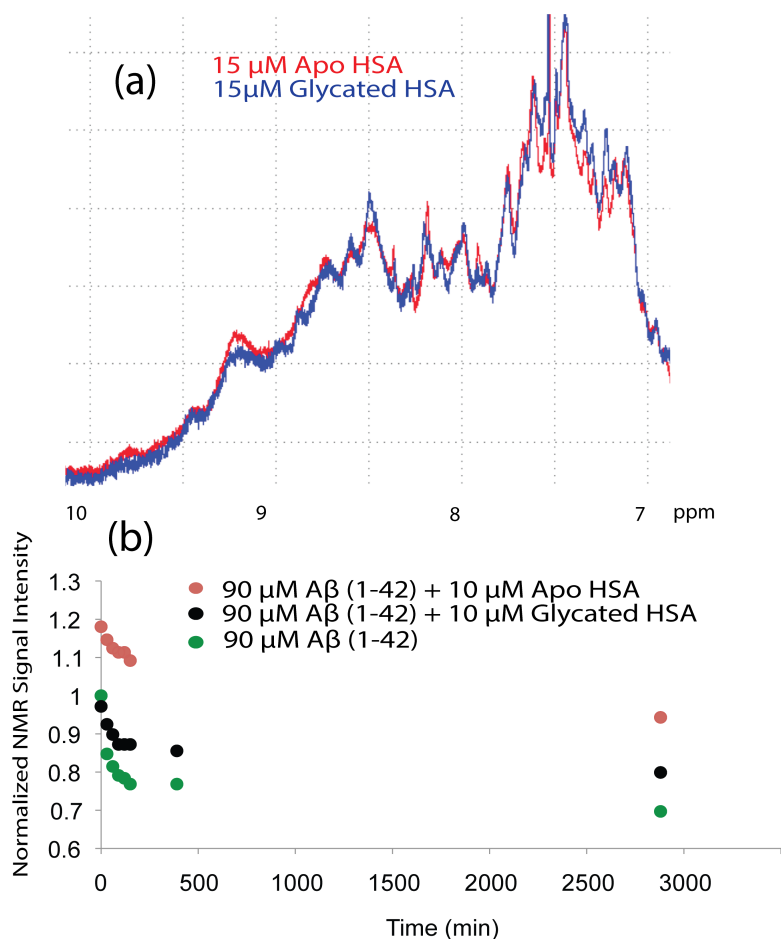 (a)
15 μM Apo HSA
15μM Glycated HSA
10 9 8 7 ppm
(b)
Normalized NMR Signal Intensity
1.3
1.2
1.1
1
0.9
0.8
0.7
0.6
90 μM Aβ (1-42) + 10 μM Apo HSA
90 μM Aβ (1-42) + 10 μM Glycated HSA
90 μM Aβ (1-42)
0 500 1000 1500 2000 2500 3000
Time (min)